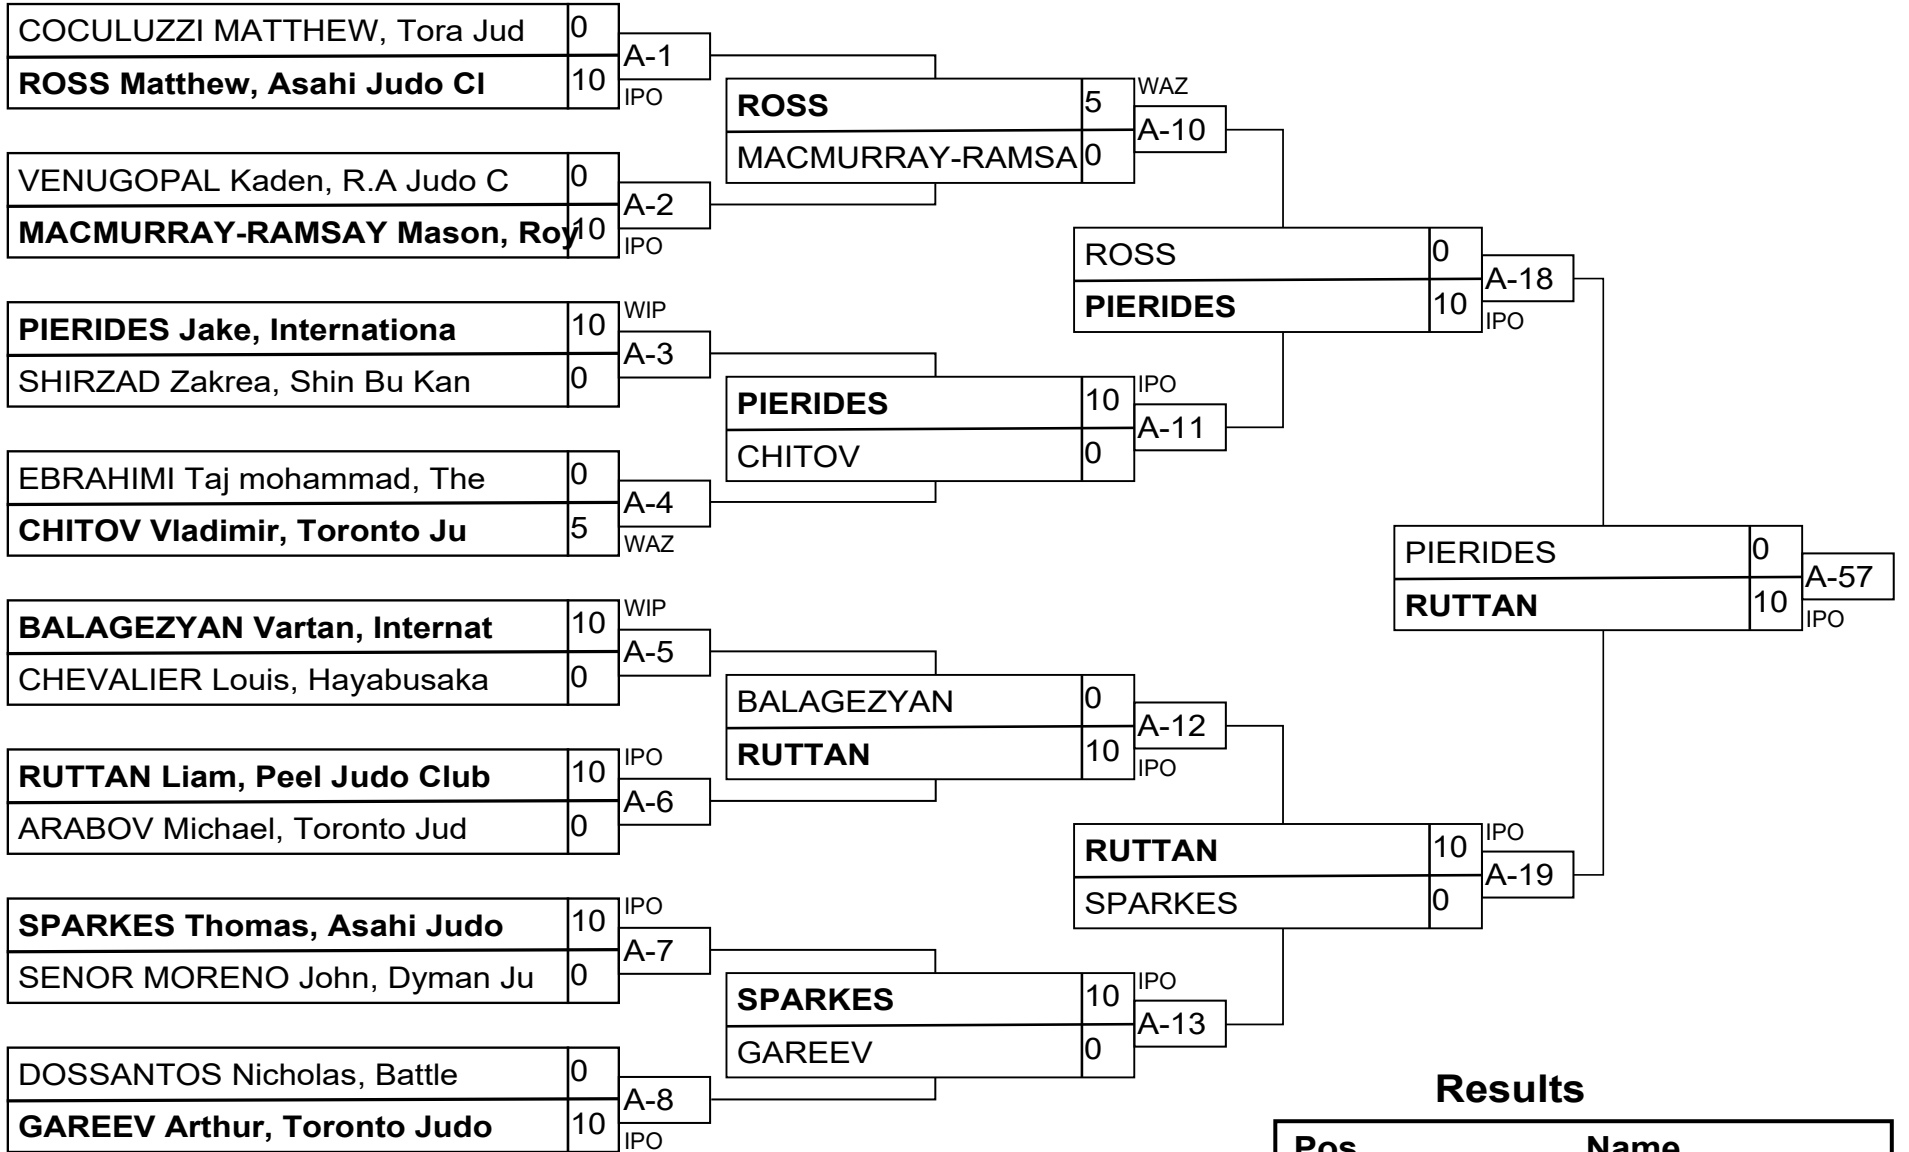 COCULUZZI MATTHEW, Tora Jud 0
ROSS Matthew, Asahi Judo Cl 10
A-1
IPO
VENUGOPAL Kaden, R.A Judo C 0
MACMURRAY-RAMSAY Mason, Roy 10
A-2
IPO
PIERIDES Jake, Internationa 10
SHIRZAD Zakrea, Shin Bu Kan 0
WIP
A-3
EBRAHIMI Taj mohammad, The 0
CHITOV Vladimir, Toronto Ju 5
A-4
WAZ
BALAGEZYAN Vartan, Internat 10
CHEVALIER Louis, Hayabusaka 0
WIP
A-5
RUTTAN Liam, Peel Judo Club 10
ARABOV Michael, Toronto Jud 0
IPO
A-6
SPARKES Thomas, Asahi Judo 10
SENOR MORENO John, Dyman Ju 0
IPO
A-7
DOSSANTOS Nicholas, Battle 0
GAREEV Arthur, Toronto Judo 10
A-8
IPO
ROSS 5
MACMURRAY-RAMSA 0
WAZ
A-10
PIERIDES 10
CHITOV 0
IPO
A-11
BALAGEZYAN 0
RUTTAN 10
A-12
IPO
SPARKES 10
GAREEV 0
IPO
A-13
ROSS 0
PIERIDES 10
A-18
IPO
RUTTAN 10
SPARKES 0
IPO
A-19
PIERIDES 0
RUTTAN 10
A-57
IPO
Results
Pos Name